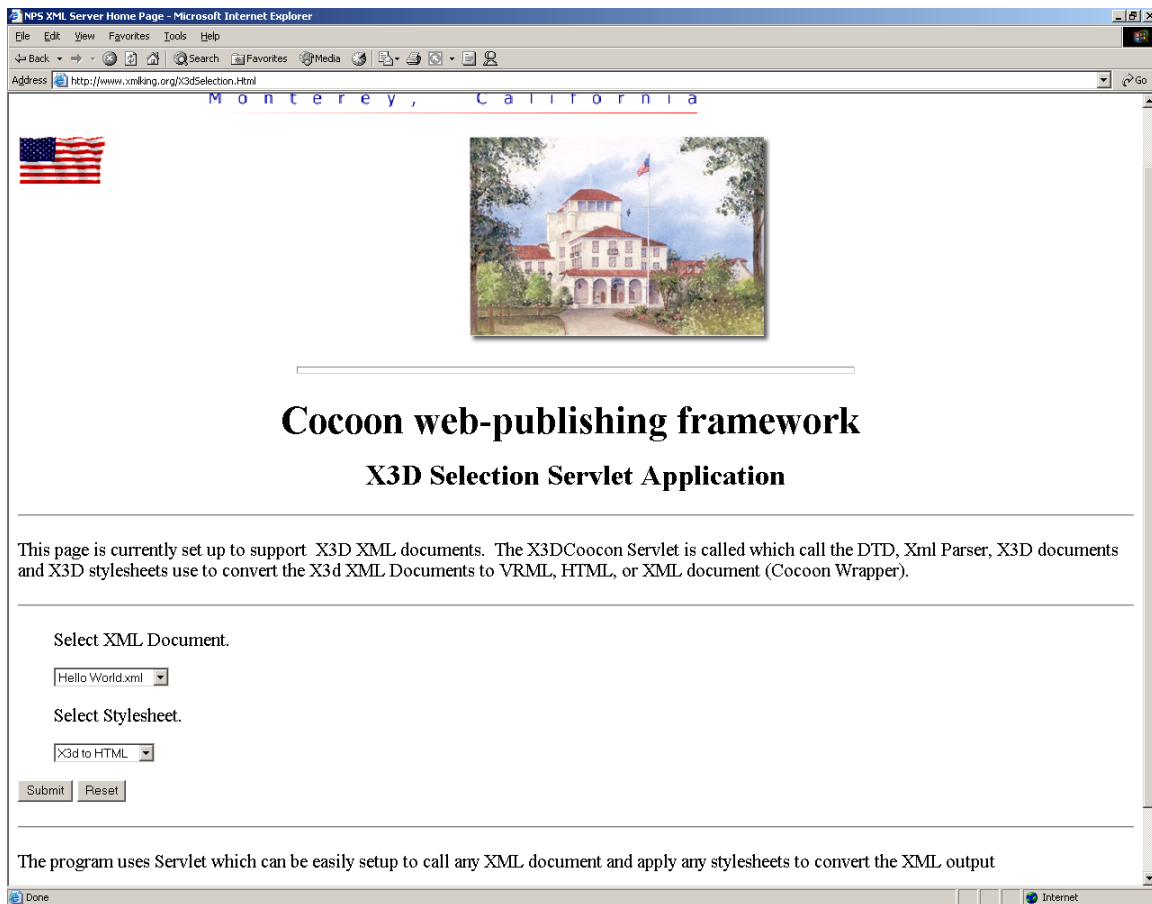 NPS XML Server Home Page - Microsoft Internet Explorer
File Edit View Favorites Tools Help
Back Search Favorites Media
Address http://www.xmlking.org/X3dSelection.Html Go
Monterey, California
Cocoon web-publishing framework
X3D Selection Servlet Application
This page is currently set up to support X3D XML documents. The X3DCoocon Servlet is called which call the DTD, Xml Parser, X3D documents
and X3D stylesheets use to convert the X3d XML Documents to VRML, HTML, or XML document (Cocoon Wrapper).
Select XML Document.
Hello World.xml
Select Stylesheet.
X3d to HTML
Submit Reset
The program uses Servlet which can be easily setup to call any XML document and apply any stylesheets to convert the XML output
Done Internet